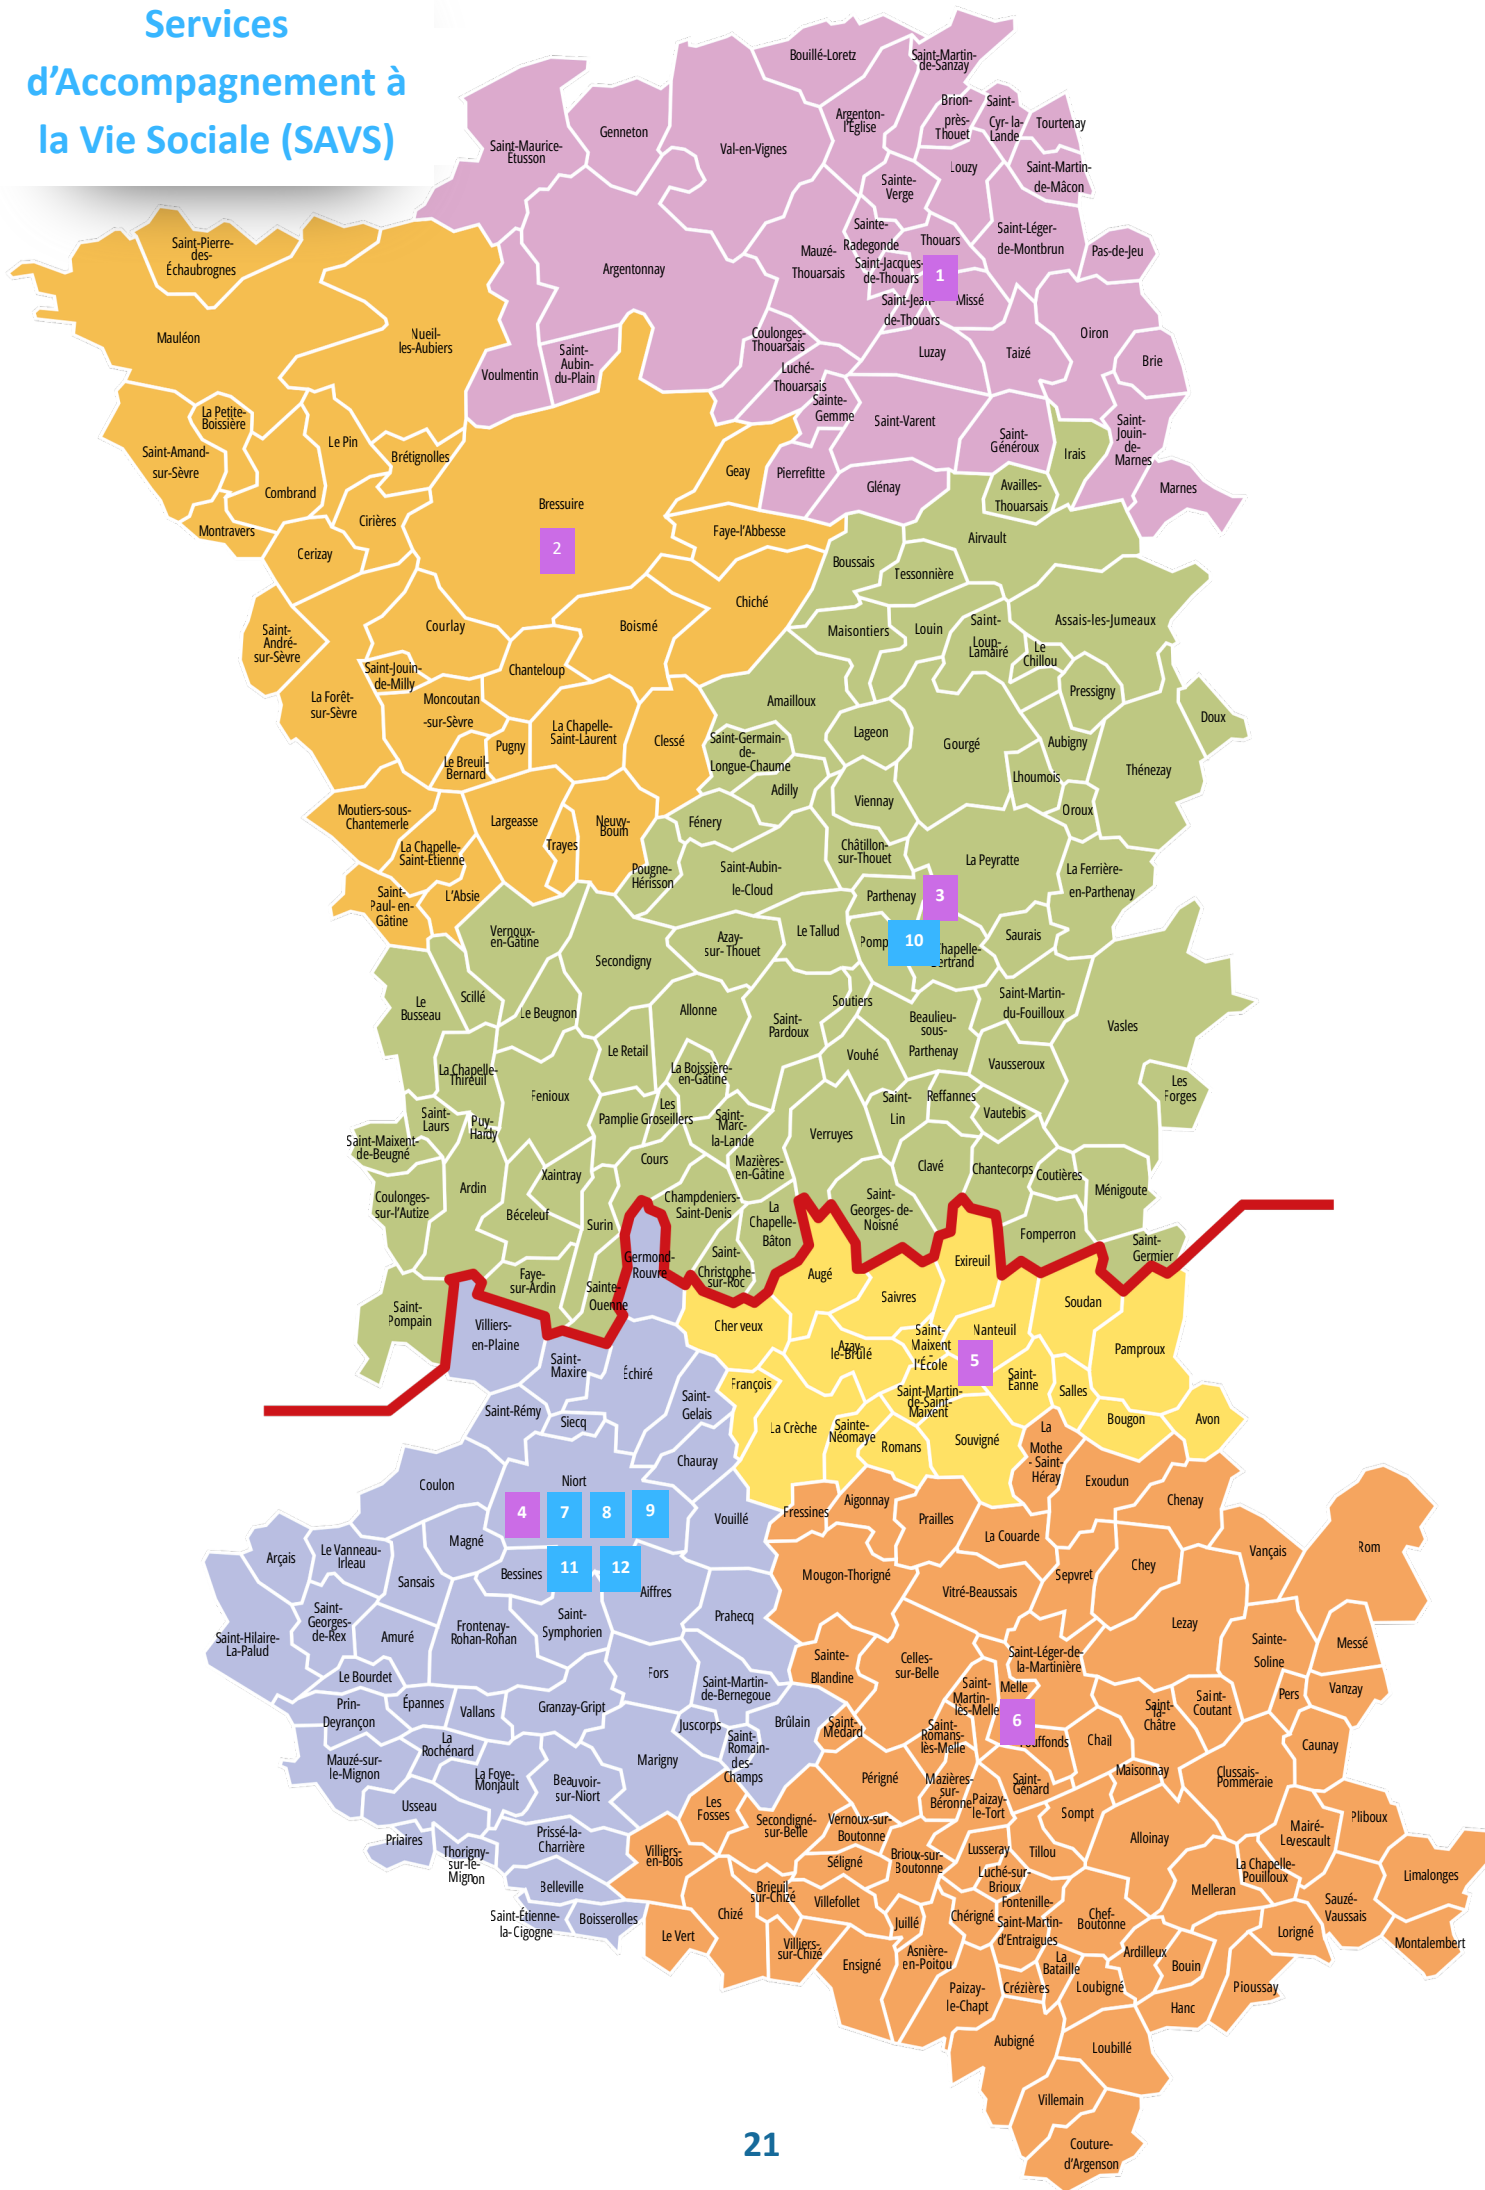 Services
d'Accompagnement à
la Vie Sociale (SAVS)
Bouillé-Loretz
Saint-Martin-
de-Sanzay
Genneton
Saint-Maurice-
Étusson
Val-en-Vignes
Argenton-
l'Église
Brion-
près-
Thouet
Saint-
Cyr- la-
Lande
Tourtenay
Louzy
Saint-Martin-
de-Mâcon
Sainte-
Verge
Saint-Pierre-
des-
Échaubrognes
Argentonnay
Mauzé-
Thouarsais
Sainte-
Radegonde
Thouars
Saint-Léger-
de-Montbrun
Pas-de-Jeu
Saint-Jacques-
de-Thouars
1
Saint-Jean-
de-Thouars
Missé
Mauléon
Nueil-
les-Aubiers
Voulmentin
Saint-
Aubin-
du-Plain
Coulonges-
Thouarsais
Luché-
Thouarsais
Luzay
Taizé
Oiron
Brie
Sainte-
Gemme
Saint-Varent
Saint-
Généroux
Irais
Saint-
Jouin-
de-
Marnes
La Petite-
Boissière
Saint-Amand-
sur-Sèvre
Le Pin
Brétignolles
Combrand
Geay
Pierrefitte
Glénay
Availles-
Thouarsais
Marnes
Montravers
Cirières
Cerizay
Bressuire
2
Faye-l'Abbesse
Airvault
Boussais
Tessonnière
Chiché
Saint-
André-
sur-Sèvre
Courlay
Boismé
Maisontiers
Louin
Saint-
Loup-
Lamairé
Le
Chillou
Assais-les-Jumeaux
Saint-Jouin-
de-Milly
Chanteloup
La Forêt-
sur-Sèvre
Moncoutan
-sur-Sèvre
Amailloux
Pressigny
Doux
La Chapelle-
Saint-Laurent
Clessé
Pugny
Le Breuil-
Bernard
Saint-Germain-
de-
Longue-Chaume
Lageon
Gourgé
Aubigny
Lhoumois
Thénezay
Adilly
Viennay
Oroux
Moutiers-sous-
Chantemerle
Largeasse
Trayes
Neuvy-
Bouin
Fénery
La Chapelle-
Saint-Étienne
Châtillon-
sur-Thouet
La Peyratte
La Ferrière-
en-Parthenay
Pougne-
Hérisson
Saint-Aubin-
le-Cloud
Saint-
Paul- en-
Gâtine
L'Absie
Parthenay
3
10
Pomp
Chapelle-
Bertrand
Saurais
Vernoux-
en-Gâtine
Secondigny
Azay-
sur- Thouet
Le Tallud
Le
Busseau
Scillé
Le Beugnon
Allonne
Saint-
Pardoux
Soutiers
Beaulieu-
sous-
Parthenay
Saint-Martin-
du-Fouilloux
Vasles
La Chapelle-
Thireuil
Le Retail
La Boissière-
en-Gâtine
Vouhé
Vausseroux
Les
Forges
Fenioux
Pamplie
Les
Groseillers
Saint-
Marc-
la-Lande
Saint-
Lin
Reffannes
Vautebis
Saint-
Laurs
Puy-
Hardy
Saint-Maixent-
de-Beugné
Verruyes
Cours
Mazières-
en-Gâtine
Clavé
Chantecorps
Coutières
Ménigoute
Coulonges-
sur-l'Autize
Ardin
Xaintray
Béceleuf
Surin
Champdeniers-
Saint-Denis
La
Chapelle-
Bâton
Saint-
Georges- de-
Noisné
Fomperron
Saint-
Germier
Germond-
Rouvre
Saint-
Christophe-
sur-Roc
Augé
Exireuil
Faye-
sur-Ardin
Sainte-
Ouenne
Saint-
Pompain
Villiers-
en-Plaine
Cher veux
Saivres
Soudan
Nanteuil
Saint-
Maixent
-
l'École
5
Pamproux
Azay-
le-Brûlé
Saint-
Maxire
Échiré
François
Saint-
Gelais
Saint-
Eanne
Salles
Saint-Martin-
de-Saint-
Maixent
Bougon
Avon
Saint-Rémy
Siecq
La Crèche
Sainte-
Néomaye
Romans
Souvigné
La
Mothe
- Saint-
Héray
Chauray
Coulon
Niort
4
7
8
9
11
12
Exoudun
Chenay
Vouillé
Fressines
Aigonnay
Prailles
La Couarde
Rom
Vançais
Arçais
Le Vanneau-
Irleau
Magné
Sansais
Bessines
Aiffres
Mougon-Thorigné
Vitré-Beaussais
Sepvret
Chey
Lezay
Saint-
Georges-
de-Rex
Amuré
Saint-Hilaire-
La-Palud
Frontenay-
Rohan-Rohan
Saint-
Symphorien
Prahecq
Sainte-
Soline
Messé
Vanzay
Pers
Le Bourdet
Fors
Saint-Martin-
de-Bernegoue
Sainte-
Blandine
Celles-
sur-Belle
Saint-Léger-de-
la-Martinière
Melle
6
Saint-
Martin-
lès-Melle
Prin-
Deyrançon
Épannes
Vallans
Granzay-Gript
Juscorps
Brûlain
Saint-
Médard
Saint-
Romans-
lès-Melle
ouffonds
Chail
Saint-
la-
Châtre
Saint-
Coutant
Caunay
La
Rochénard
Saint-
Romain-
des-
Champs
Mauzé-sur-
le-Mignon
La Foye-
Monjault
Beauvoir-
sur-Niort
Marigny
Périgné
Mazières-
sur-
Béronne
Saint-
Génard
Maisonnay
Clussais-
Pommeraie
Usseau
Les
Fosses
Secondigné-
sur-Belle
Vernoux-sur-
Boutonne
Paizay-
le-Tort
Sompt
Alloinay
Mairé-
Levescault
Pliboux
Priaires
Thorigny-
sur-le-
Mignon
Prissé-la-
Charrière
Villiers-
en-Bois
Séligné
Brioux-sur-
Boutonne
Lusseray
Tillou
La Chapelle-
Pouilloux
Limalonges
Belleville
Brieuil-
sur-Chizé
Villefollet
Luché-sur-
Brioux
Melleran
Sauzé-
Vaussais
Saint-Étienne-
la-Cigogne
Boisserolles
Chizé
Juillé
Chérigné
Fontenille-
Saint-Martin-
d'Entraigues
Chef-
Boutonne
Lorigné
Montalembert
Le Vert
Villiers-
sur-Chizé
Ensigné
Asnière-
en-Poitou
La
Bataille
Ardilleux
Bouin
Pioussay
Paizay-
le-Chapt
Crézières
Loubigné
Hanc
Aubigné
Loubillé
Villemain
Couture-
d'Argenson
21